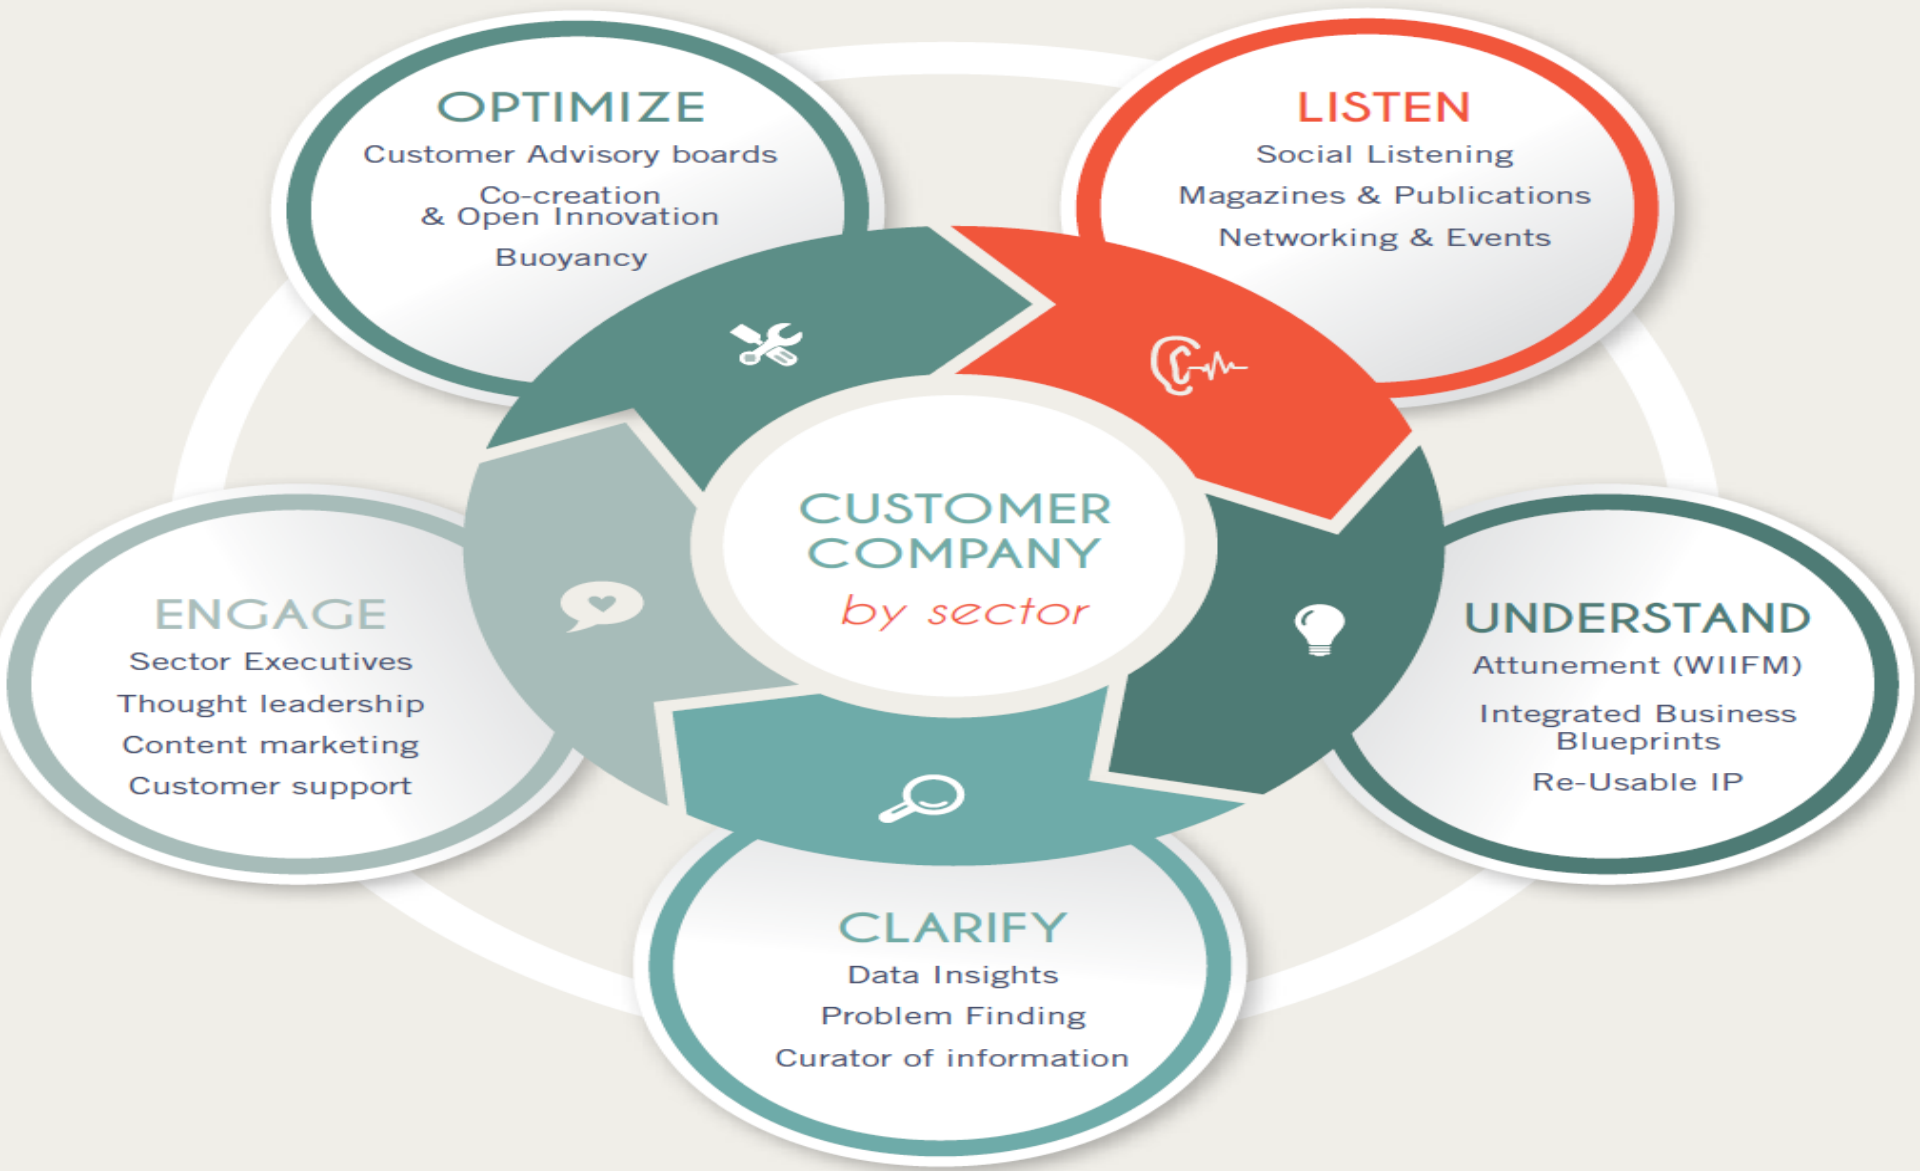 OPTIMIZE
Customer Advisory boards
Co-creation
& Open Innovation
Buoyancy
LISTEN
Social Listening
Magazines & Publications
Networking & Events
CUSTOMER
COMPANY
by sector
ENGAGE
Sector Executives
Thought leadership
Content marketing
Customer support
UNDERSTAND
Attunement (WIIFM)
Integrated Business
Blueprints
Re-Usable IP
CLARIFY
Data Insights
Problem Finding
Curator of information